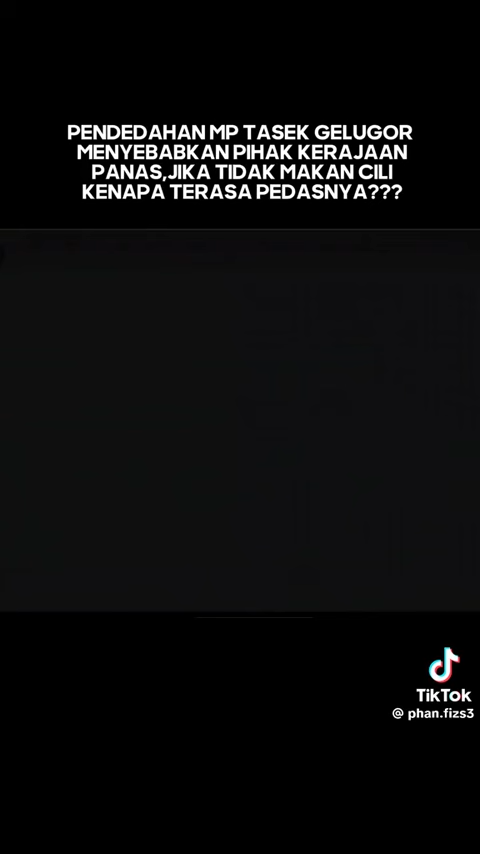 PENDEDAHAN MP TASEK GELUGOR
MENYEBABKAN PIHAK KERAJAAN
PANAS,JIKA TIDAK MAKAN CILI
KENAPA TERASA PEDASNYA???
TikTok
@ phan.fizs3